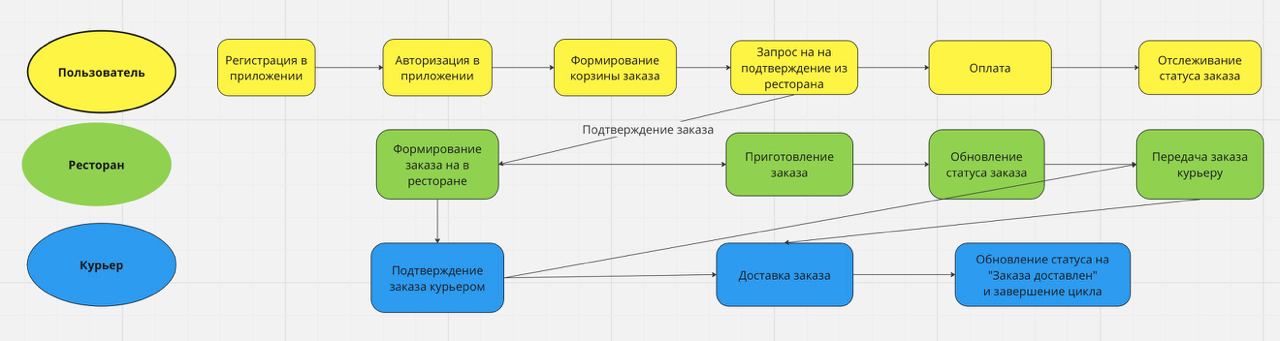 Пользователь
Регистрация в
приложении
Авторизация в
приложении
Формирование
корзины заказа
Запрос на на
подтверждение из
ресторана
Оплата
Отслеживание
статуса заказа
Подтверждение заказа
Ресторан
Формирование
заказа на в
ресторане
Приготовление
заказа
Обновление
статуса заказа
Передача заказа
курьеру
Курьер
Подтверждение
заказа курьером
Доставка заказа
Обновление статуса на
"Заказа доставлен"
и завершение цикла